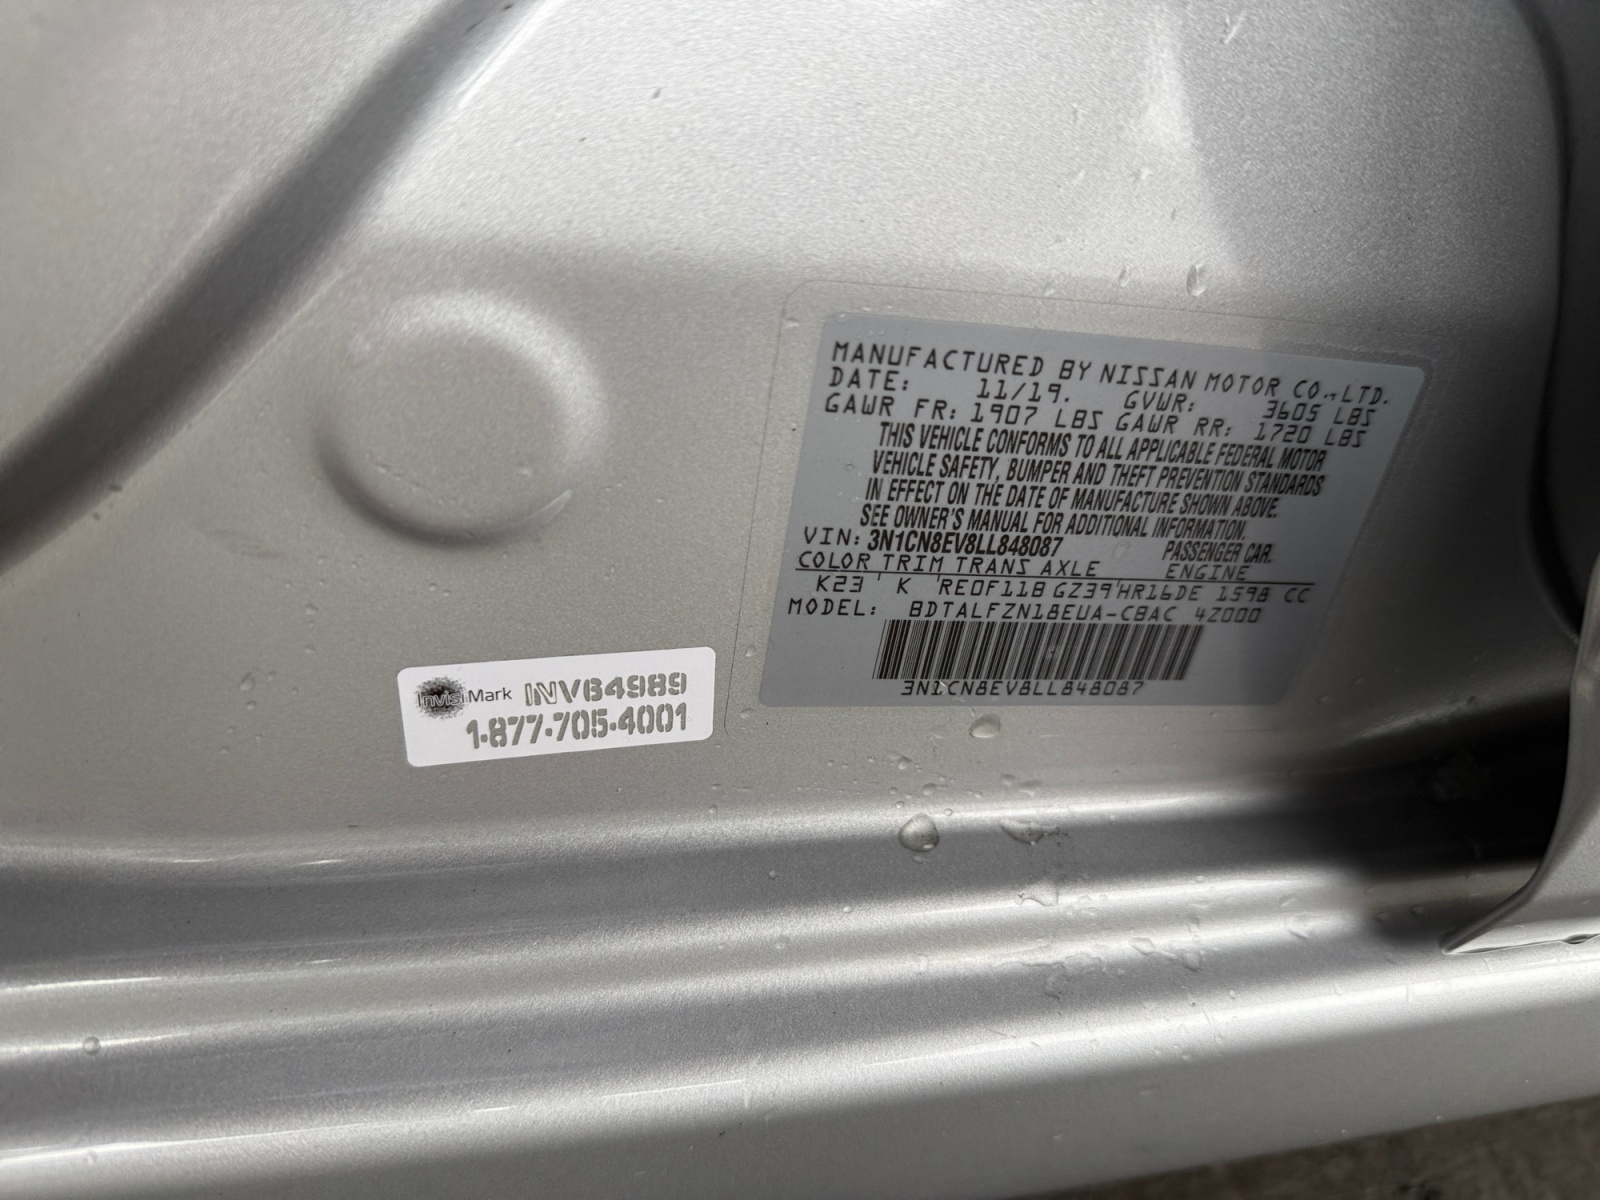 MANUFACTURED BY NISSAN MOTOR CO.,LTD.
DATE: 11/19. GVWR: 3605 LBS
GAWR FR: 1907 LBS GAWR RR: 1720 LBS
THIS VEHICLE CONFORMS TO ALL APPLICABLE FEDERAL MOTOR
VEHICLE SAFETY, BUMPER AND THEFT PREVENTION STANDARDS
IN EFFECT ON THE DATE OF MANUFACTURE SHOWN ABOVE.
SEE OWNER'S MANUAL FOR ADDITIONAL INFORMATION.
VIN: 3N1CN8EV8LL848087 PASSENGER CAR.
COLOR TRIM TRANS AXLE ENGINE
K23 ' K 'RE0F11B GZ39'HR16DE 1598 CC
MODEL: BDTALFZN18EUA-CBAC 4Z000
3N1CN8EV8LL848087
InvisiMark INV64989
1-877-705-4001